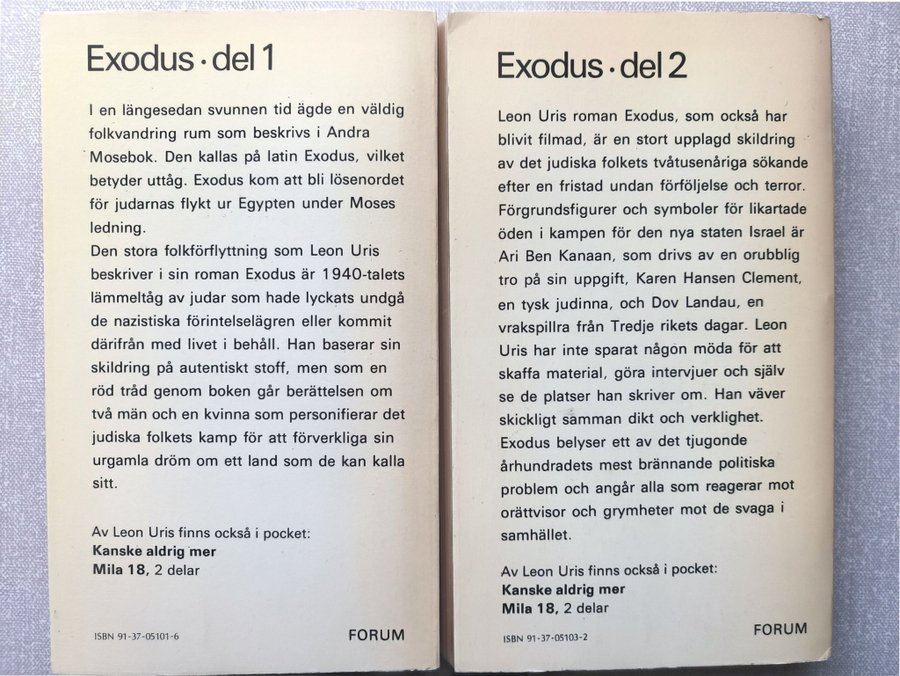 Exodus · del 1
I en längesedan svunnen tid ägde en väldig
folkvandring rum som beskrivs i Andra
Mosebok. Den kallas på latin Exodus, vilket
betyder uttåg. Exodus kom att bli lösenordet
för judarnas flykt ur Egypten under Moses
ledning.
Den stora folkförflyttning som Leon Uris
beskriver i sin roman Exodus är 1940-talets
lämmeltåg av judar som hade lyckats undgå
de nazistiska förintelselägren eller kommit
därifrån med livet i behåll. Han baserar sin
skildring på autentiskt stoff, men som en
röd tråd genom boken går berättelsen om
två män och en kvinna som personifierar det
judiska folkets kamp för att förverkliga sin
urgamla dröm om ett land som de kan kalla
sitt.
Av Leon Uris finns också i pocket:
Kanske aldrig mer
Mila 18, 2 delar
ISBN 91-37-05101-6
FORUM
Exodus · del 2
Leon Uris roman Exodus, som också har
blivit filmad, är en stort upplagd skildring
av det judiska folkets tvåtusenåriga sökande
efter en fristad undan förföljelse och terror.
Förgrundsfigurer och symboler för likartade
öden i kampen för den nya staten Israel är
Ari Ben Kanaan, som drivs av en orubblig
tro på sin uppgift, Karen Hansen Clement,
en tysk judinna, och Dov Landau, en
vrakspillra från Tredje rikets dagar. Leon
Uris har inte sparat någon möda för att
skaffa material, göra intervjuer och själv
se de platser han skriver om. Han väver
skickligt samman dikt och verklighet.
Exodus belyser ett av det tjugonde
århundradets mest brännande politiska
problem och angår alla som reagerar mot
orättvisor och grymheter mot de svaga i
samhället.
Av Leon Uris finns också i pocket:
Kanske aldrig mer
Mila 18, 2 delar
ISBN 91-37-05103-2
FORUM